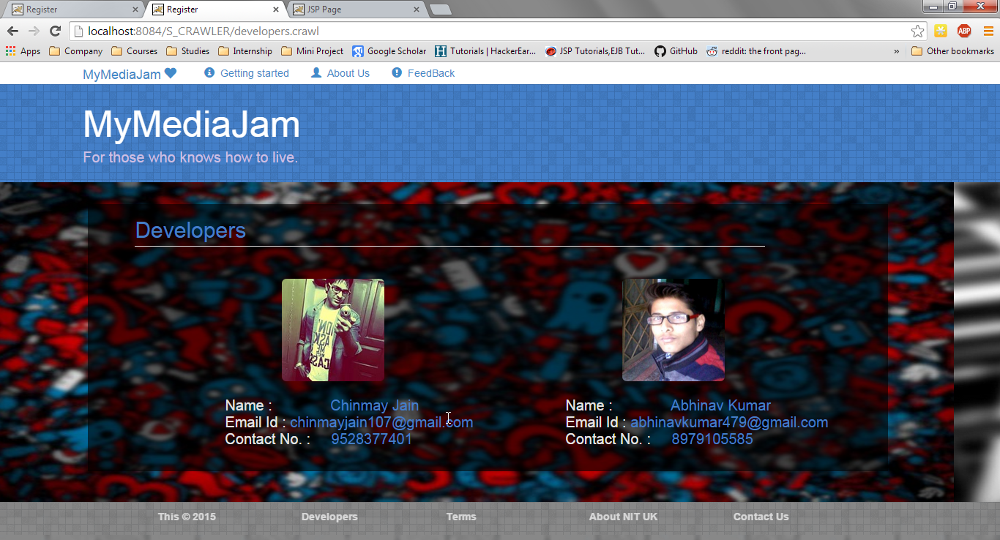 Register
Register
JSP Page
localhost:8084/S_CRAWLER/developers.crawl
ABP
Apps Company Courses Studies Internship Mini Project Google Scholar Tutorials | HackerEar... JSP Tutorials,EJB Tut... GitHub reddit: the front pag... » Other bookmarks
MyMediaJam Getting started About Us FeedBack
MyMediaJam
For those who knows how to live.
Developers
Name : Chinmay Jain
Email Id : chinmayjain107@gmail.com
Contact No. : 9528377401
Name : Abhinav Kumar
Email Id : abhinavkumar479@gmail.com
Contact No. : 8979105585
This © 2015 Developers Terms About NIT UK Contact Us